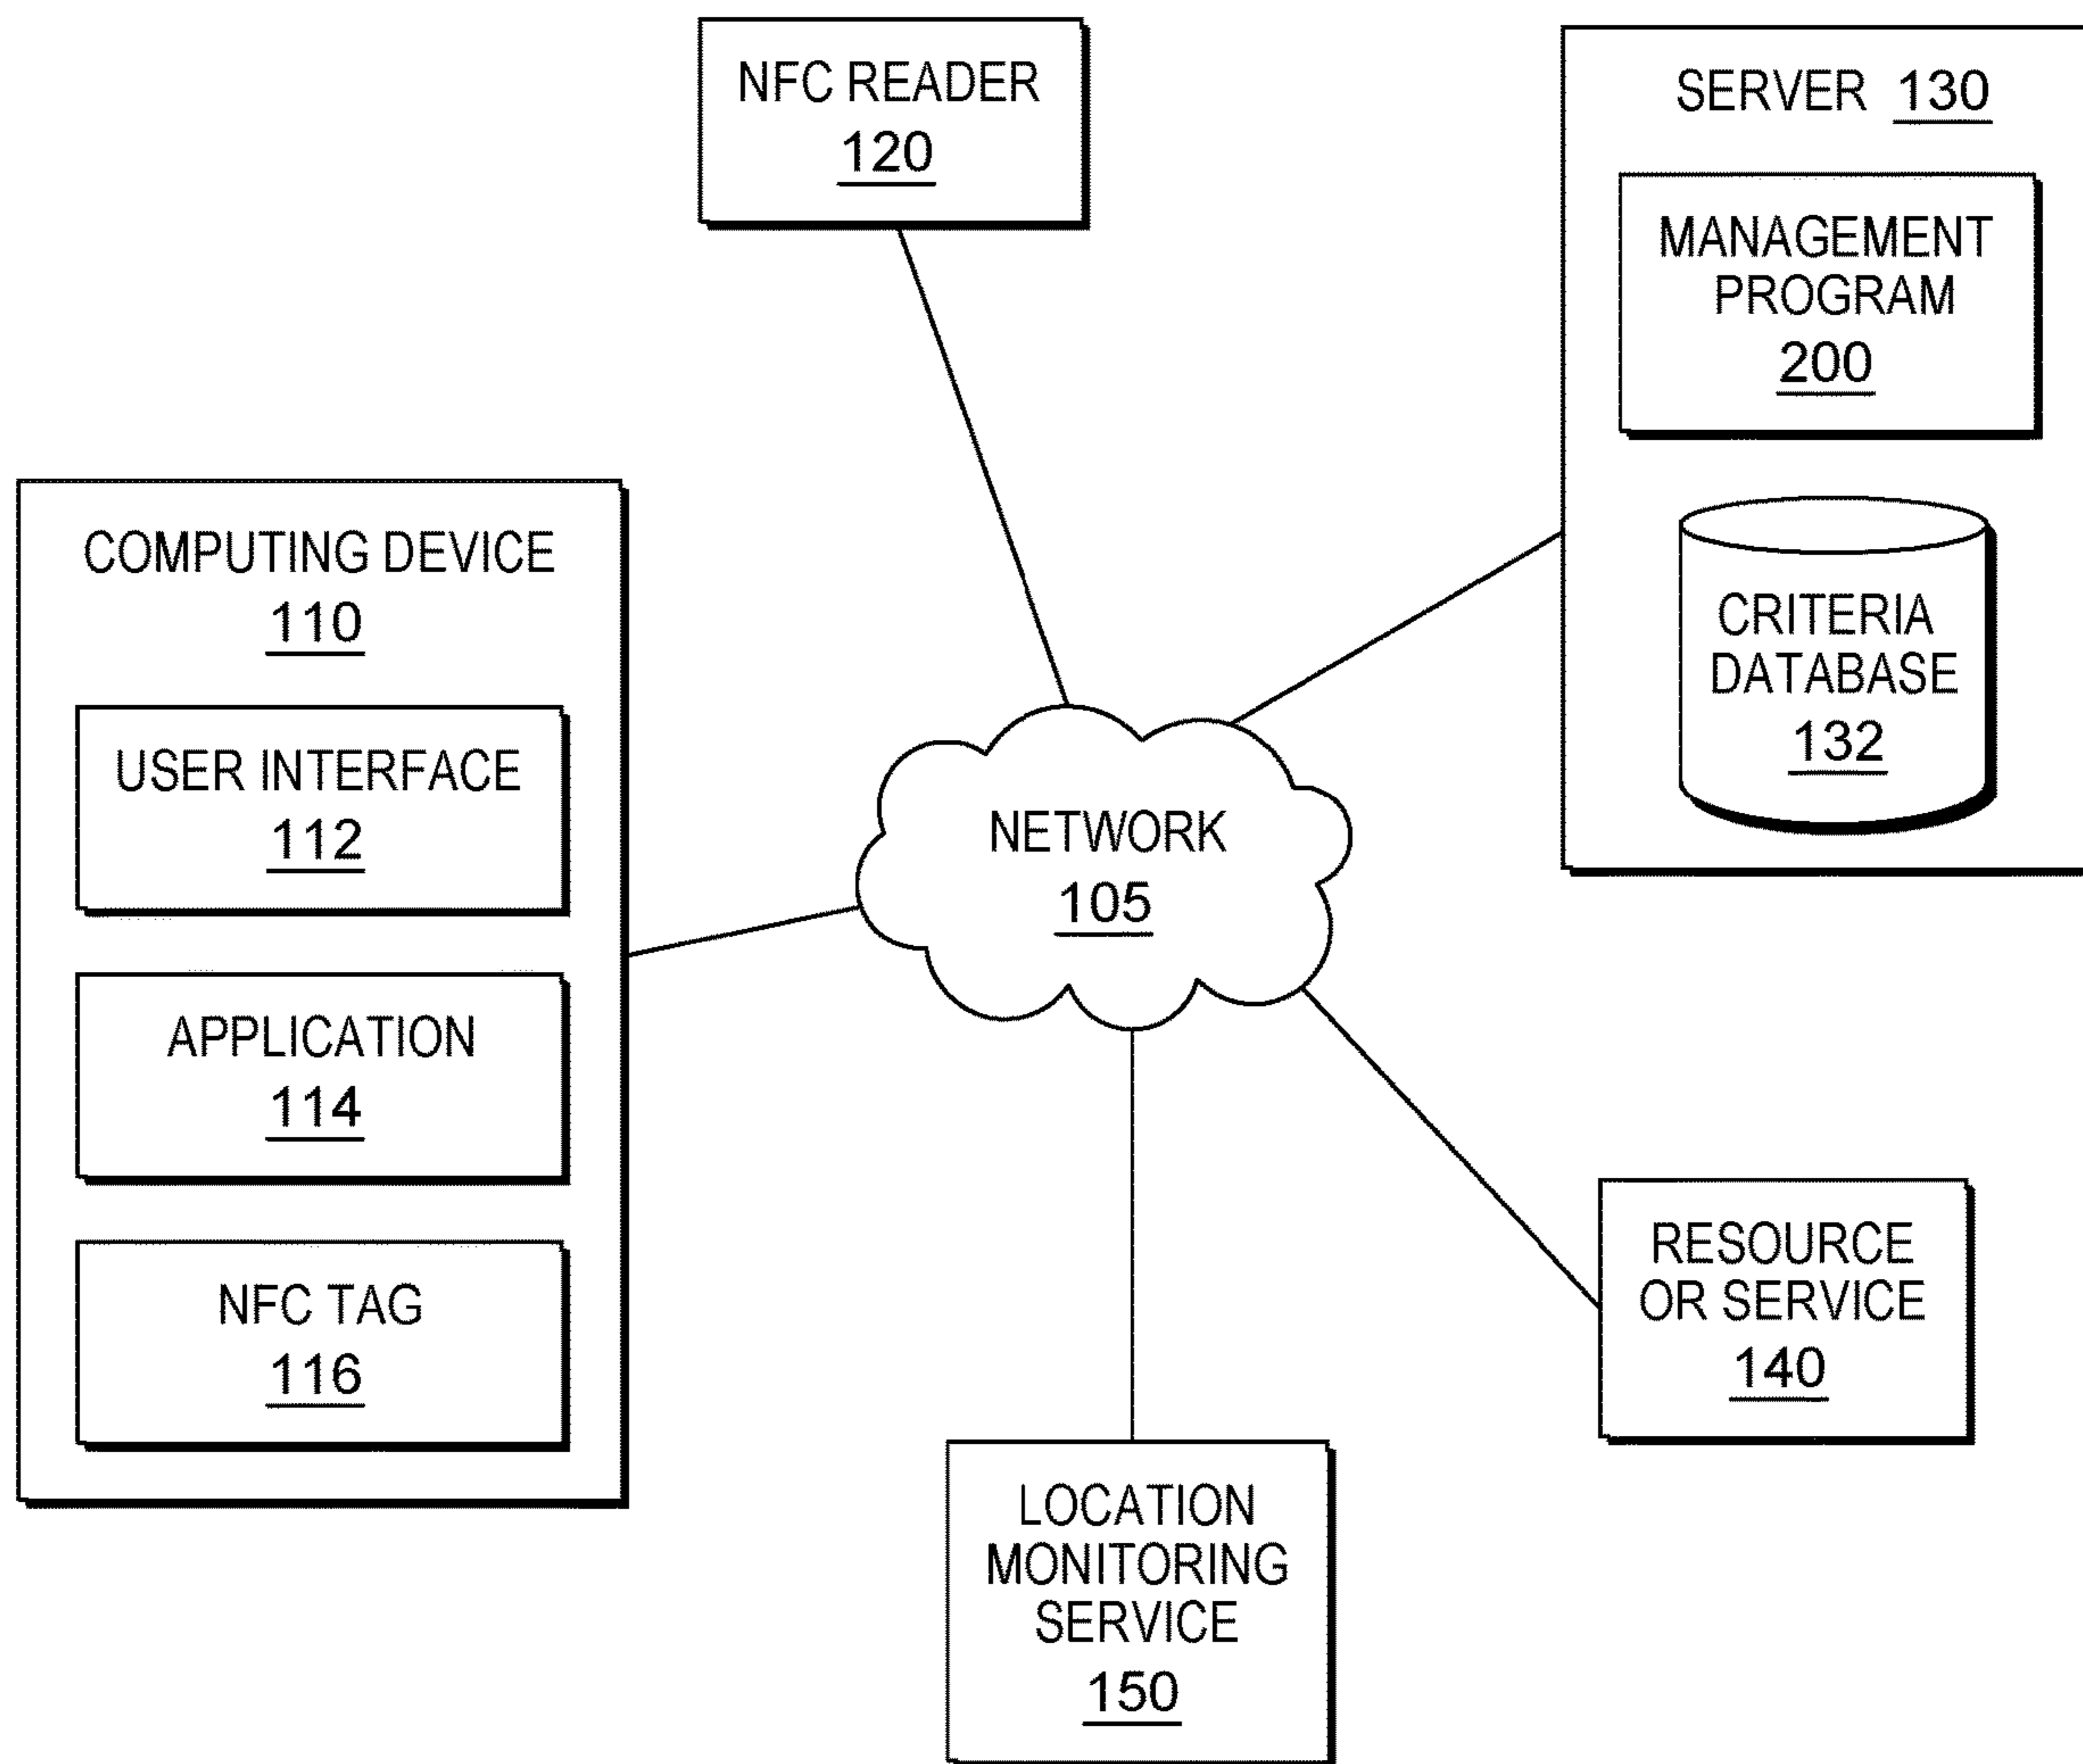 NFC READER
120
SERVER 130
MANAGEMENT
PROGRAM
200
CRITERIA
DATABASE
132
COMPUTING DEVICE
110
USER INTERFACE
112
APPLICATION
114
NFC TAG
116
NETWORK
105
RESOURCE
OR SERVICE
140
LOCATION
MONITORING
SERVICE
150